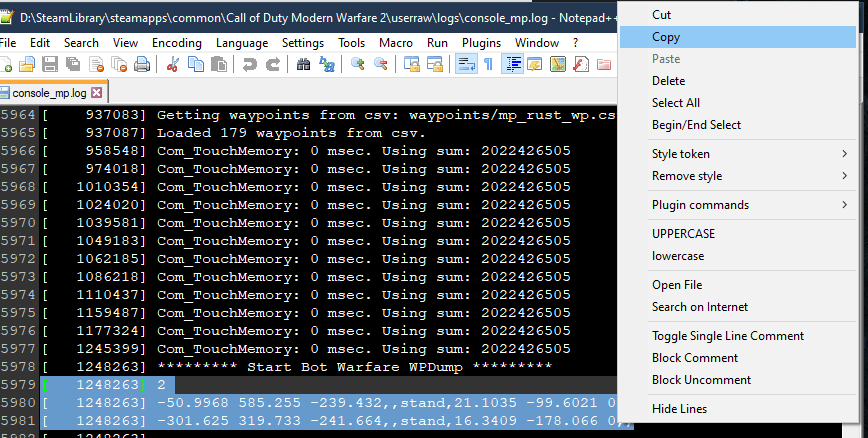 D:\SteamLibrary\steamapps\common\Call of Duty Modern Warfare 2\userraw\logs\console_mp.log - Notepad++
File Edit Search View Encoding Language Settings Tools Macro Run Plugins Window ?
console_mp.log
5964 [ 937083] Getting waypoints from csv: waypoints/mp_rust_wp.cs
5965 [ 937087] Loaded 179 waypoints from csv.
5966 [ 958548] Com_TouchMemory: 0 msec. Using sum: 2022426505
5967 [ 974018] Com_TouchMemory: 0 msec. Using sum: 2022426505
5968 [ 1010354] Com_TouchMemory: 0 msec. Using sum: 2022426505
5969 [ 1024020] Com_TouchMemory: 0 msec. Using sum: 2022426505
5970 [ 1039581] Com_TouchMemory: 0 msec. Using sum: 2022426505
5971 [ 1049183] Com_TouchMemory: 0 msec. Using sum: 2022426505
5972 [ 1062185] Com_TouchMemory: 0 msec. Using sum: 2022426505
5973 [ 1086218] Com_TouchMemory: 0 msec. Using sum: 2022426505
5974 [ 1110437] Com_TouchMemory: 0 msec. Using sum: 2022426505
5975 [ 1159487] Com_TouchMemory: 0 msec. Using sum: 2022426505
5976 [ 1177324] Com_TouchMemory: 0 msec. Using sum: 2022426505
5977 [ 1245399] Com_TouchMemory: 0 msec. Using sum: 2022426505
5978 [ 1248263] ********* Start Bot Warfare WPDump *********
5979 [ 1248263] 2
5980 [ 1248263] -50.9968 585.255 -239.432,,stand,21.1035 -99.6021 0
5981 [ 1248263] -301.625 319.733 -241.664,,stand,16.3409 -178.066 0,,
Cut
Copy
Paste
Delete
Select All
Begin/End Select
Style token
Remove style
Plugin commands
UPPERCASE
lowercase
Open File
Search on Internet
Toggle Single Line Comment
Block Comment
Block Uncomment
Hide Lines